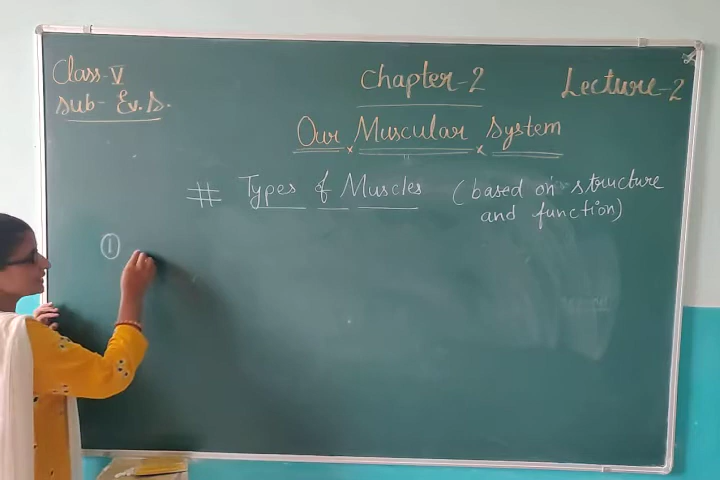 Class-V
Sub- Ev.S.
Chapter-2
Lecture-2
Our Muscular System
# Types of Muscles (based on structure
and function)
①